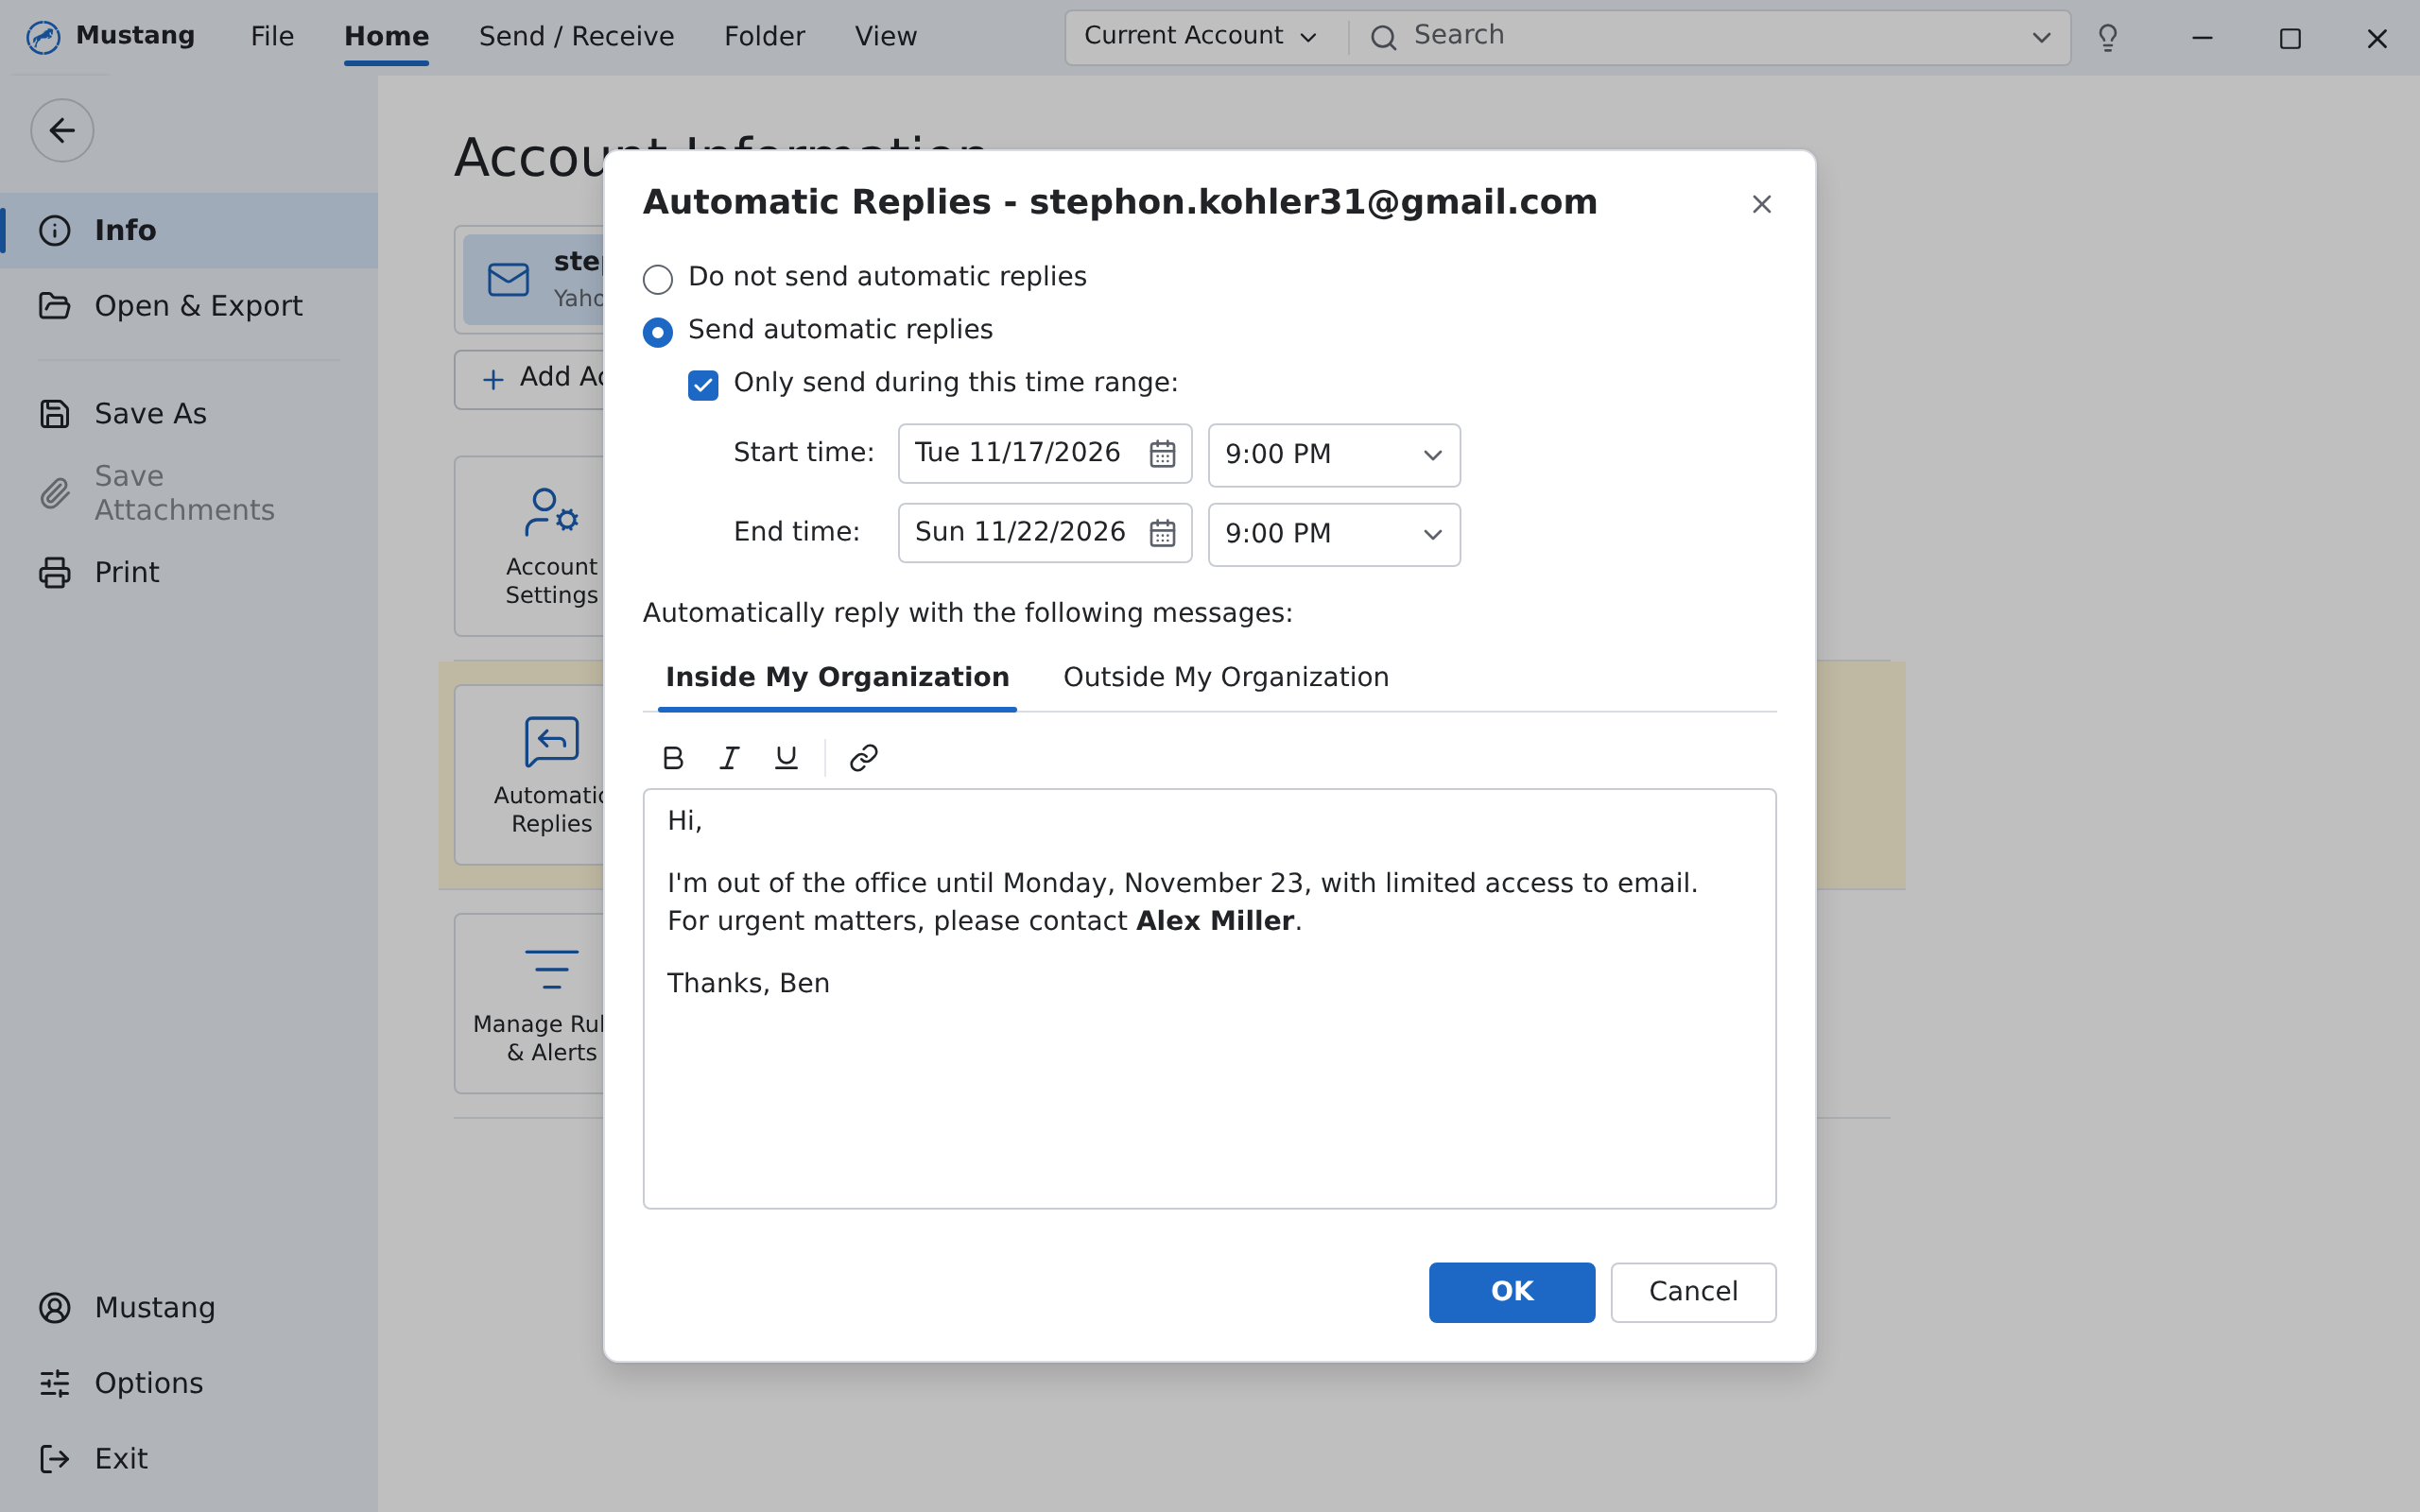 Mustang File Home Send / Receive Folder View Current Account Search
Info
Open & Export
Save As
Save
Attachments
Print
Mustang
Options
Exit
Account Information
Account
Settings
Automatic
Replies
& Alerts
Automatic Replies - stephon.kohler31@gmail.com
Do not send automatic replies
Send automatic replies
Only send during this time range:
Start time: Tue 11/17/2026 9:00 PM
End time: Sun 11/22/2026 9:00 PM
Automatically reply with the following messages:
Inside My Organization Outside My Organization
Hi,
I'm out of the office until Monday, November 23, with limited access to email.
For urgent matters, please contact Alex Miller.
Thanks, Ben
OK Cancel